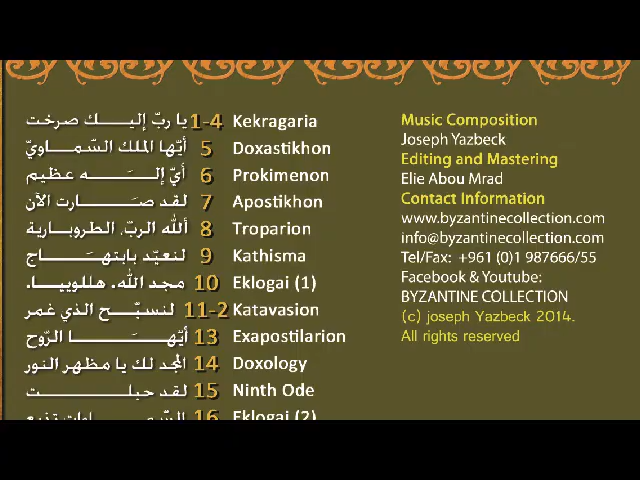 يا ربّ إليك صرخت 1-4 Kekragaria
أيّها الملك السّماويّ 5 Doxastikhon
أيّ إله عظيم 6 Prokimenon
لقد صارت الآن 7 Apostikhon
ألله الربّ، الطروبارية 8 Troparion
لنعيّد بابتهاج 9 Kathisma
مجد الله. هللوييا. 10 Eklogai (1)
لنسبّح الذي غمر 11-2 Katavasion
أيّها الرّوح 13 Exapostilarion
المجد لك يا مظهر النور 14 Doxology
لقد حبلت 15 Ninth Ode
16 Eklogai (2)
Music Composition
Joseph Yazbeck
Editing and Mastering
Elie Abou Mrad
Contact Information
www.byzantinecollection.com
info@byzantinecollection.com
Tel/Fax: +961 (0)1 987666/55
Facebook & Youtube:
BYZANTINE COLLECTION
(c) joseph Yazbeck 2014.
All rights reserved